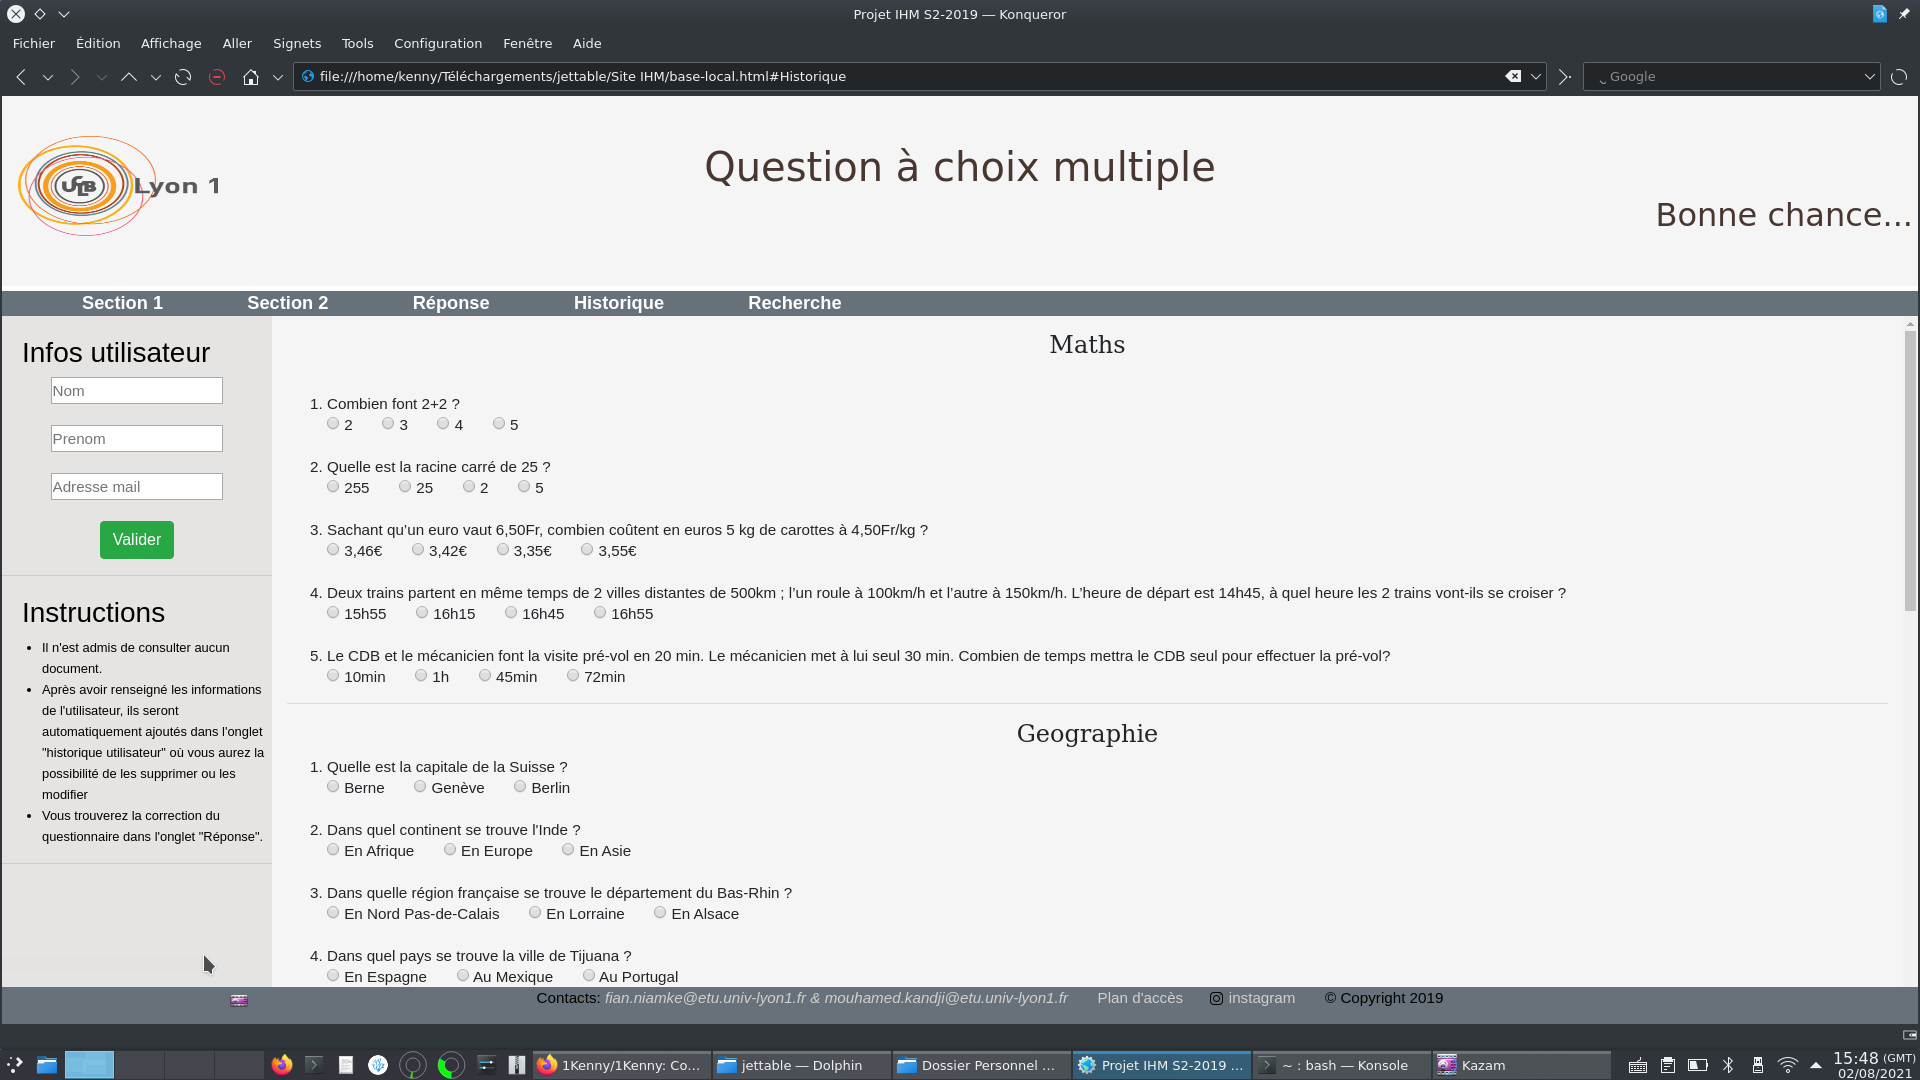 Projet IHM S2-2019 — Konqueror
Fichier Édition Affichage Aller Signets Tools Configuration Fenêtre Aide
file:///home/kenny/Téléchargements/jettable/Site IHM/base-local.html#Historique
Google
UCLB Lyon 1
Question à choix multiple
Bonne chance...
Section 1 Section 2 Réponse Historique Recherche
Infos utilisateur
Nom
Prenom
Adresse mail
Valider
Instructions
Il n'est admis de consulter aucun
document.
Après avoir renseigné les informations
de l'utilisateur, ils seront
automatiquement ajoutés dans l'onglet
"historique utilisateur" où vous aurez la
possibilité de les supprimer ou les
modifier
Vous trouverez la correction du
questionnaire dans l'onglet "Réponse".
Maths
1. Combien font 2+2 ?
2 3 4 5
2. Quelle est la racine carré de 25 ?
255 25 2 5
3. Sachant qu’un euro vaut 6,50Fr, combien coûtent en euros 5 kg de carottes à 4,50Fr/kg ?
3,46€ 3,42€ 3,35€ 3,55€
4. Deux trains partent en même temps de 2 villes distantes de 500km ; l’un roule à 100km/h et l’autre à 150km/h. L’heure de départ est 14h45, à quel heure les 2 trains vont-ils se croiser ?
15h55 16h15 16h45 16h55
5. Le CDB et le mécanicien font la visite pré-vol en 20 min. Le mécanicien met à lui seul 30 min. Combien de temps mettra le CDB seul pour effectuer la pré-vol?
10min 1h 45min 72min
Geographie
1. Quelle est la capitale de la Suisse ?
Berne Genève Berlin
2. Dans quel continent se trouve l'Inde ?
En Afrique En Europe En Asie
3. Dans quelle région française se trouve le département du Bas-Rhin ?
En Nord Pas-de-Calais En Lorraine En Alsace
4. Dans quel pays se trouve la ville de Tijuana ?
En Espagne Au Mexique Au Portugal
Contacts: fian.niamke@etu.univ-lyon1.fr & mouhamed.kandji@etu.univ-lyon1.fr Plan d'accès instagram © Copyright 2019
1Kenny/1Kenny: Co... jettable — Dolphin Dossier Personnel ... Projet IHM S2-2019 ... ~ : bash — Konsole Kazam
15:48 (GMT)
02/08/2021